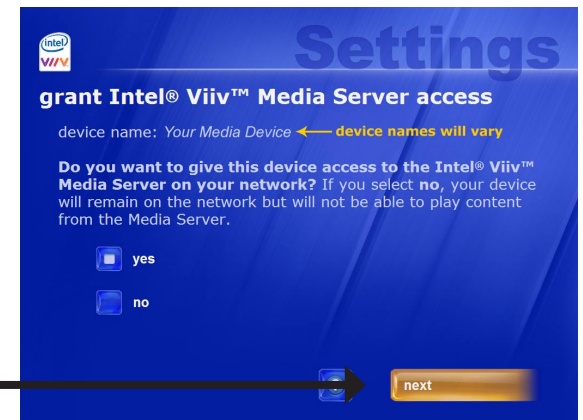 intel
VIIV
Settings
grant Intel® Viiv™ Media Server access
device name: Your Media Device
device names will vary
Do you want to give this device access to the Intel® Viiv™
Media Server on your network? If you select no, your device
will remain on the network but will not be able to play content
from the Media Server.
yes
no
next